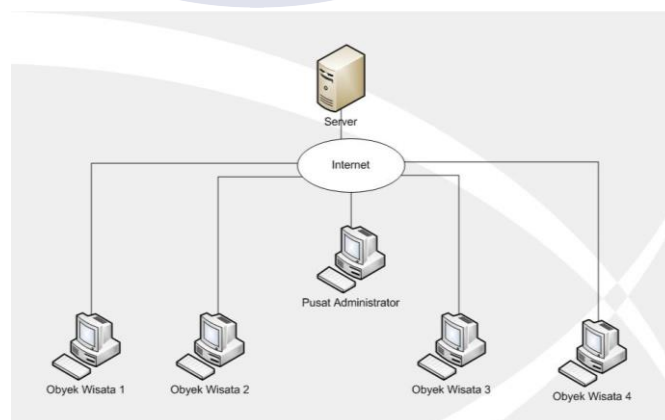 Server
Internet
Pusat Administrator
Obyek Wisata 1
Obyek Wisata 2
Obyek Wisata 3
Obyek Wisata 4